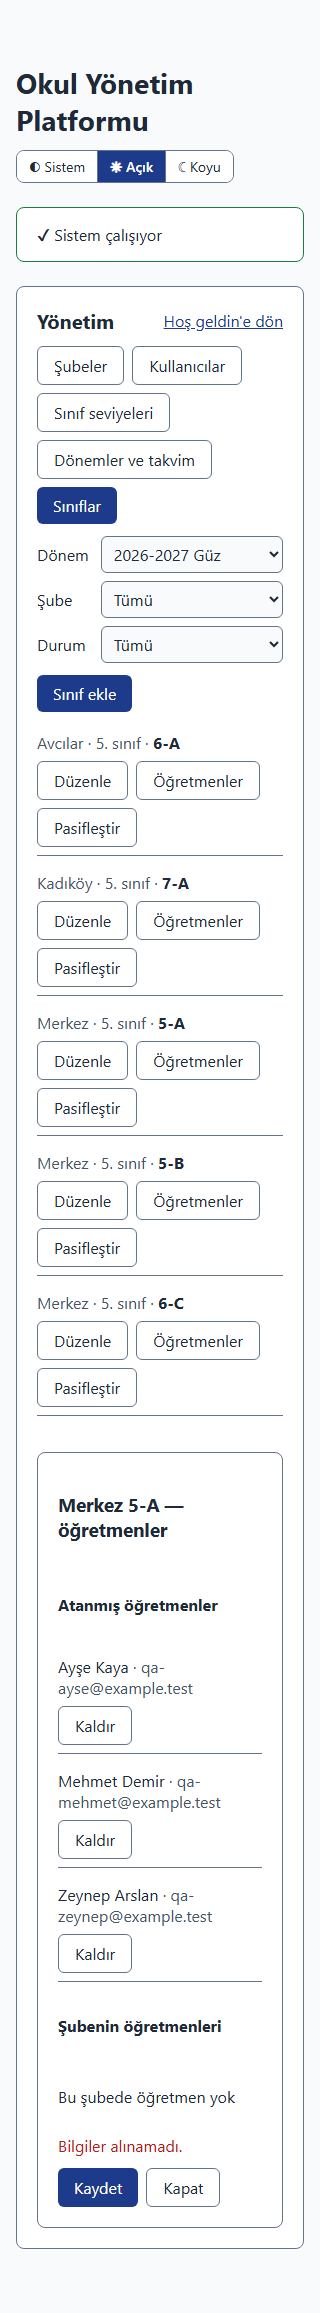 Okul Yönetim
Platformu
Sistem
Açık
Koyu
✓ Sistem çalışıyor
Yönetim
Hoş geldin'e dön
Şubeler
Kullanıcılar
Sınıf seviyeleri
Dönemler ve takvim
Sınıflar
Dönem
2026-2027 Güz
Şube
Tümü
Durum
Tümü
Sınıf ekle
Avcılar · 5. sınıf · 6-A
Düzenle
Öğretmenler
Pasifleştir
Kadıköy · 5. sınıf · 7-A
Düzenle
Öğretmenler
Pasifleştir
Merkez · 5. sınıf · 5-A
Düzenle
Öğretmenler
Pasifleştir
Merkez · 5. sınıf · 5-B
Düzenle
Öğretmenler
Pasifleştir
Merkez · 5. sınıf · 6-C
Düzenle
Öğretmenler
Pasifleştir
Merkez 5-A —
öğretmenler
Atanmış öğretmenler
Ayşe Kaya · qa-
ayse@example.test
Kaldır
Mehmet Demir · qa-
mehmet@example.test
Kaldır
Zeynep Arslan · qa-
zeynep@example.test
Kaldır
Şubenin öğretmenleri
Bu şubede öğretmen yok
Bilgiler alınamadı.
Kaydet
Kapat